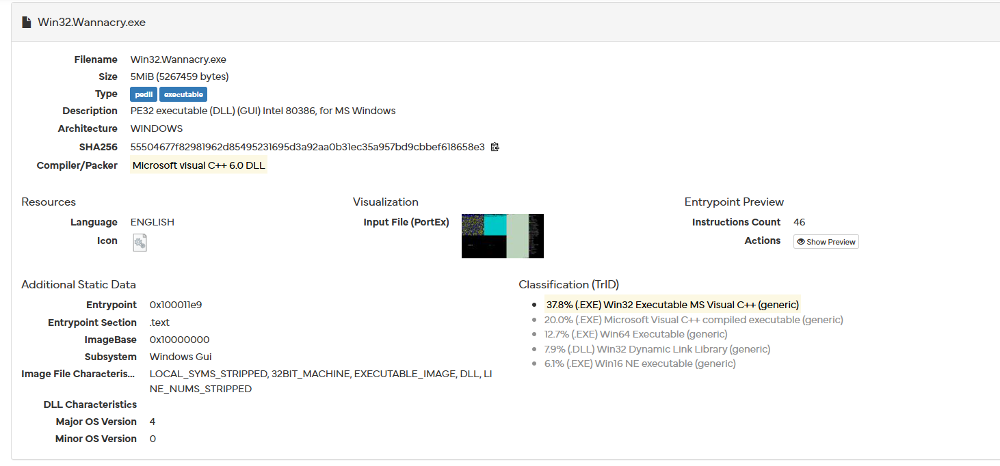 Win32.Wannacry.exe
Filename Win32.Wannacry.exe
Size 5MiB (5267459 bytes)
Type pedll executable
Description PE32 executable (DLL) (GUI) Intel 80386, for MS Windows
Architecture WINDOWS
SHA256 55504677f82981962d85495231695d3a92aa0b31ec35a957bd9cbbef618658e3
Compiler/Packer Microsoft visual C++ 6.0 DLL
Resources
Language ENGLISH
Icon
Visualization
Input File (PortEx)
Entrypoint Preview
Instructions Count 46
Actions Show Preview
Additional Static Data
Entrypoint 0x100011e9
Entrypoint Section .text
ImageBase 0x10000000
Subsystem Windows Gui
Image File Characteris... LOCAL_SYMS_STRIPPED, 32BIT_MACHINE, EXECUTABLE_IMAGE, DLL, LI
NE_NUMS_STRIPPED
DLL Characteristics
Major OS Version 4
Minor OS Version 0
Classification (TrID)
37.8% (.EXE) Win32 Executable MS Visual C++ (generic)
20.0% (.EXE) Microsoft Visual C++ compiled executable (generic)
12.7% (.EXE) Win64 Executable (generic)
7.9% (.DLL) Win32 Dynamic Link Library (generic)
6.1% (.EXE) Win16 NE executable (generic)